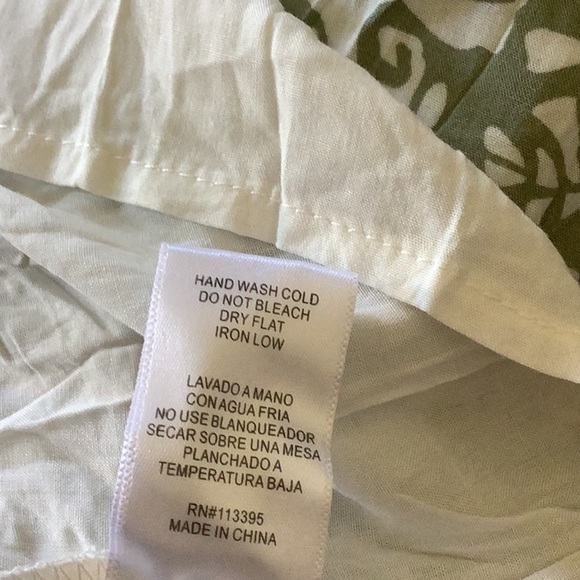 HAND WASH COLD
DO NOT BLEACH
DRY FLAT
IRON LOW
LAVADO A MANO
CON AGUA FRIA
NO USE BLANQUEADOR
SECAR SOBRE UNA MESA
PLANCHADO A
TEMPERATURA BAJA
RN#113395
MADE IN CHINA